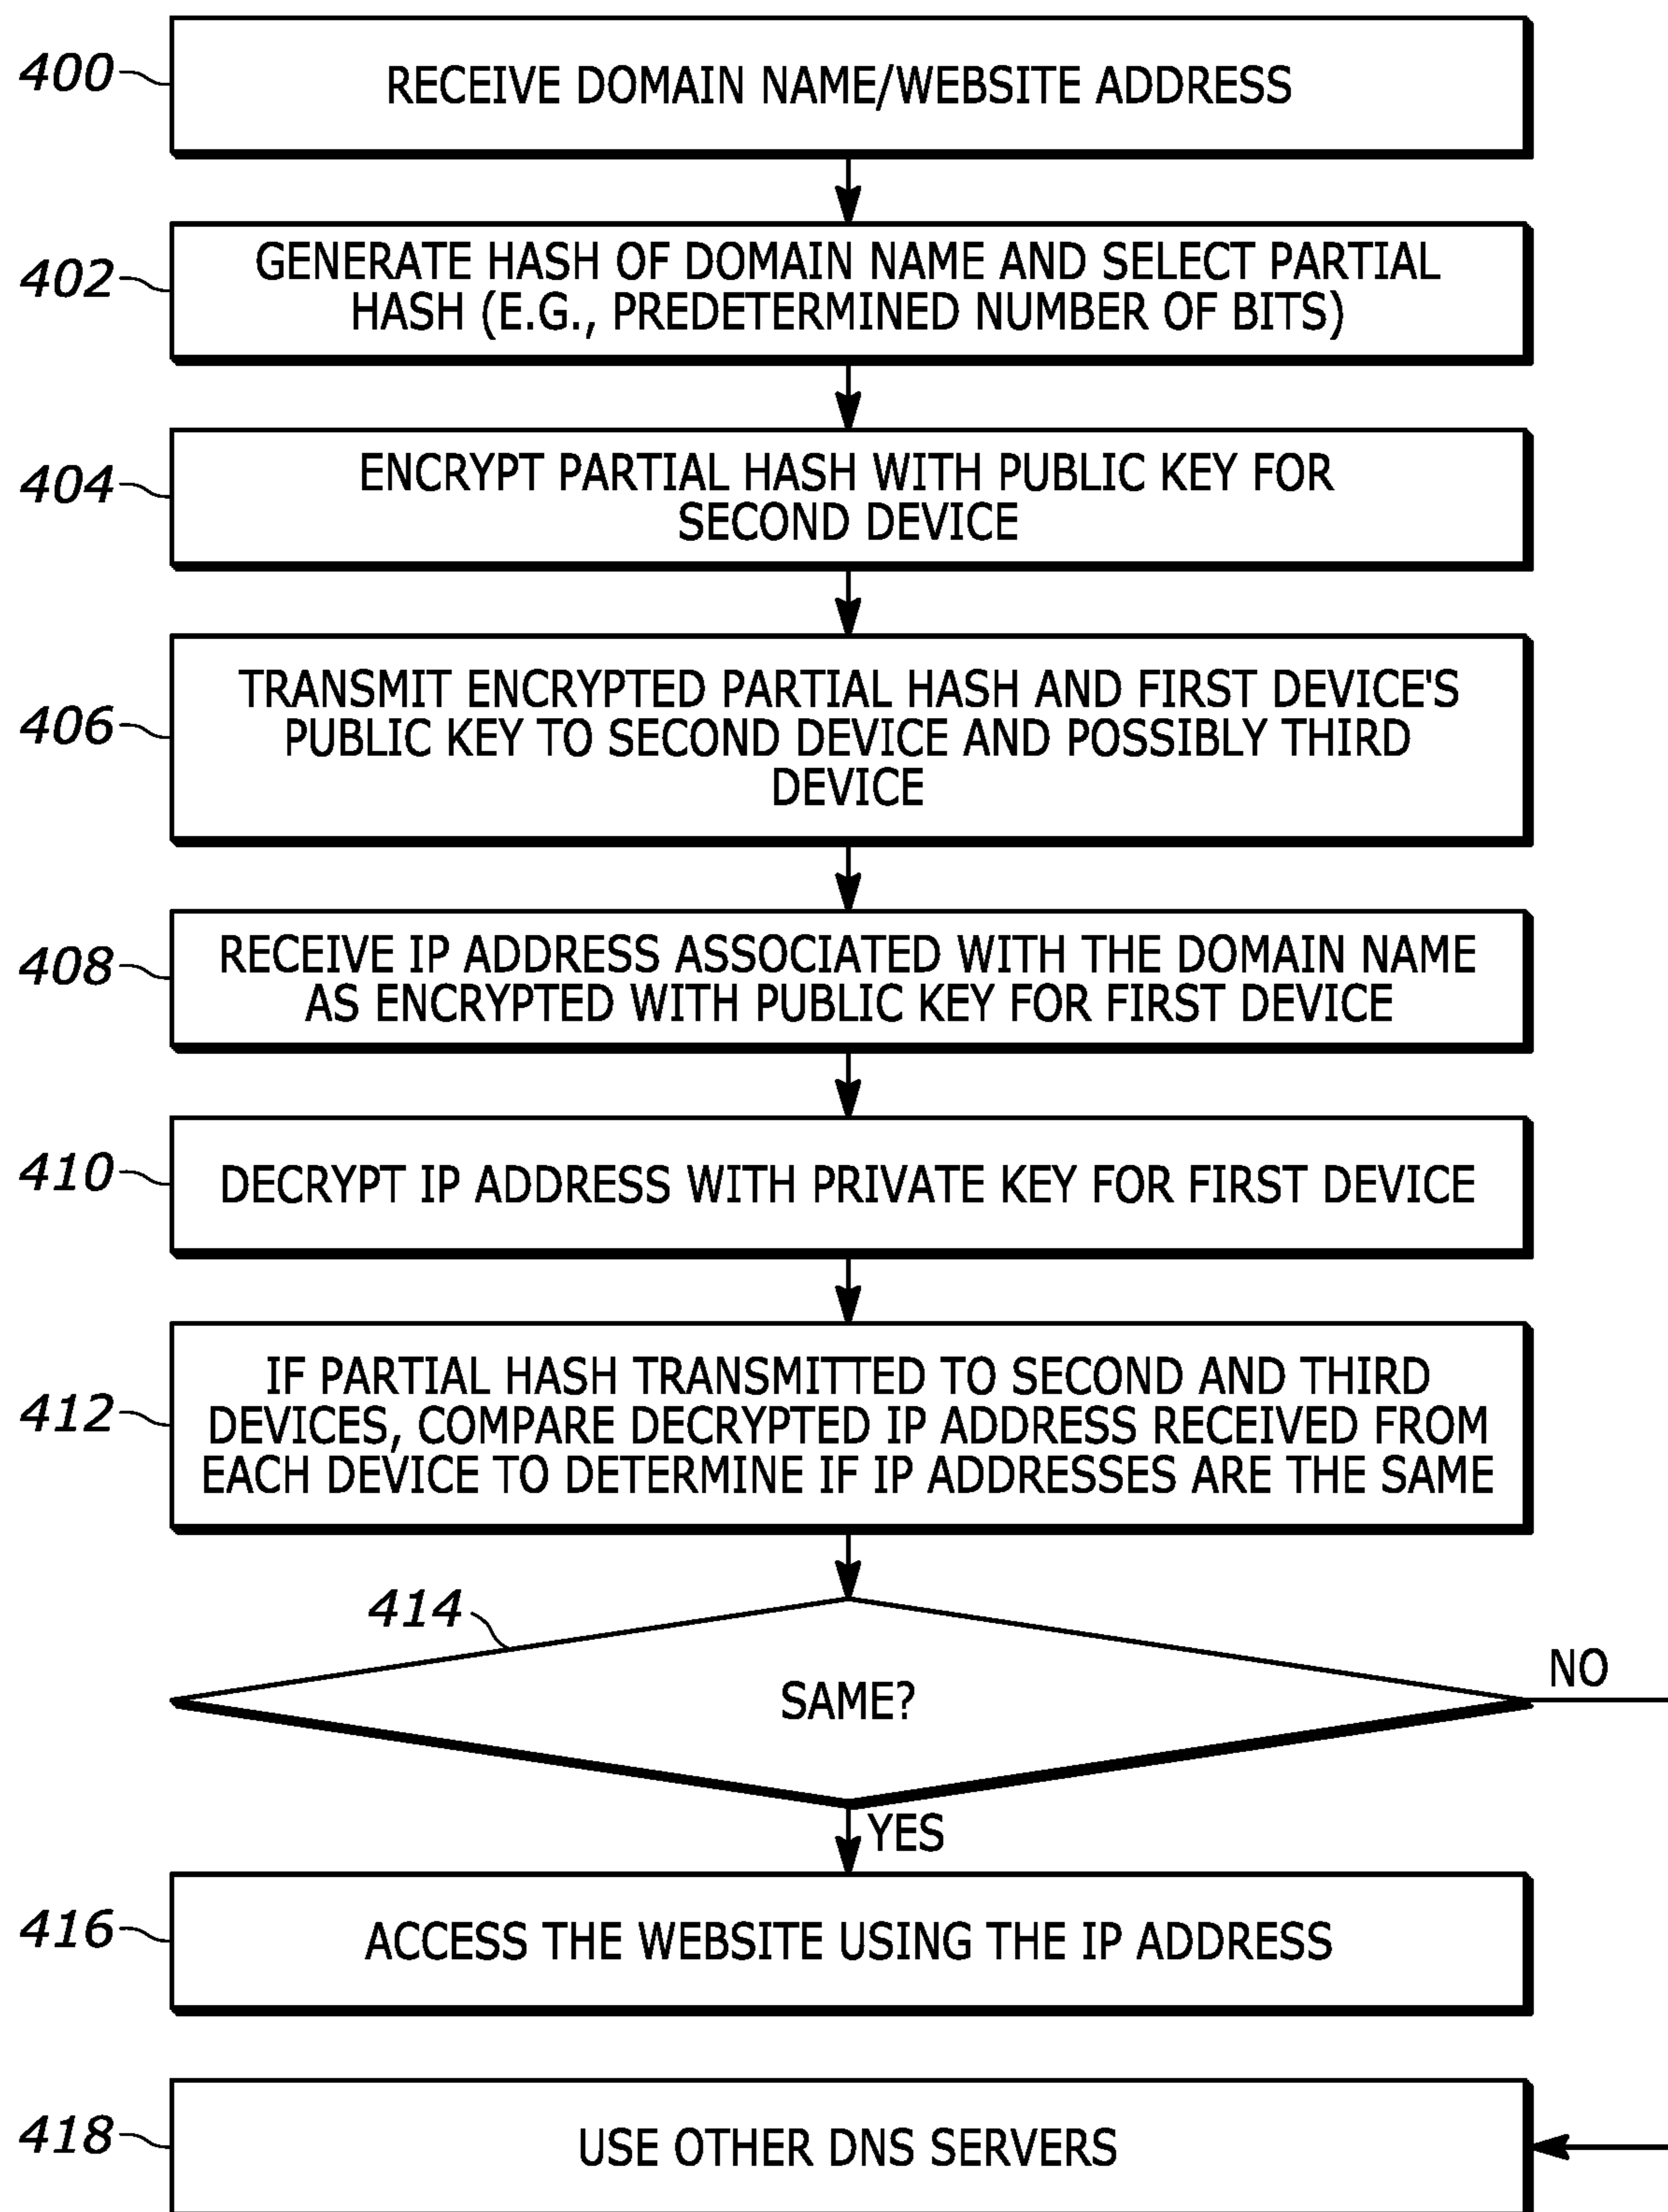 400
RECEIVE DOMAIN NAME/WEBSITE ADDRESS
402
GENERATE HASH OF DOMAIN NAME AND SELECT PARTIAL
HASH (E.G., PREDETERMINED NUMBER OF BITS)
404
ENCRYPT PARTIAL HASH WITH PUBLIC KEY FOR
SECOND DEVICE
406
TRANSMIT ENCRYPTED PARTIAL HASH AND FIRST DEVICE'S
PUBLIC KEY TO SECOND DEVICE AND POSSIBLY THIRD
DEVICE
408
RECEIVE IP ADDRESS ASSOCIATED WITH THE DOMAIN NAME
AS ENCRYPTED WITH PUBLIC KEY FOR FIRST DEVICE
410
DECRYPT IP ADDRESS WITH PRIVATE KEY FOR FIRST DEVICE
412
IF PARTIAL HASH TRANSMITTED TO SECOND AND THIRD
DEVICES, COMPARE DECRYPTED IP ADDRESS RECEIVED FROM
EACH DEVICE TO DETERMINE IF IP ADDRESSES ARE THE SAME
414
SAME?
NO
YES
416
ACCESS THE WEBSITE USING THE IP ADDRESS
418
USE OTHER DNS SERVERS